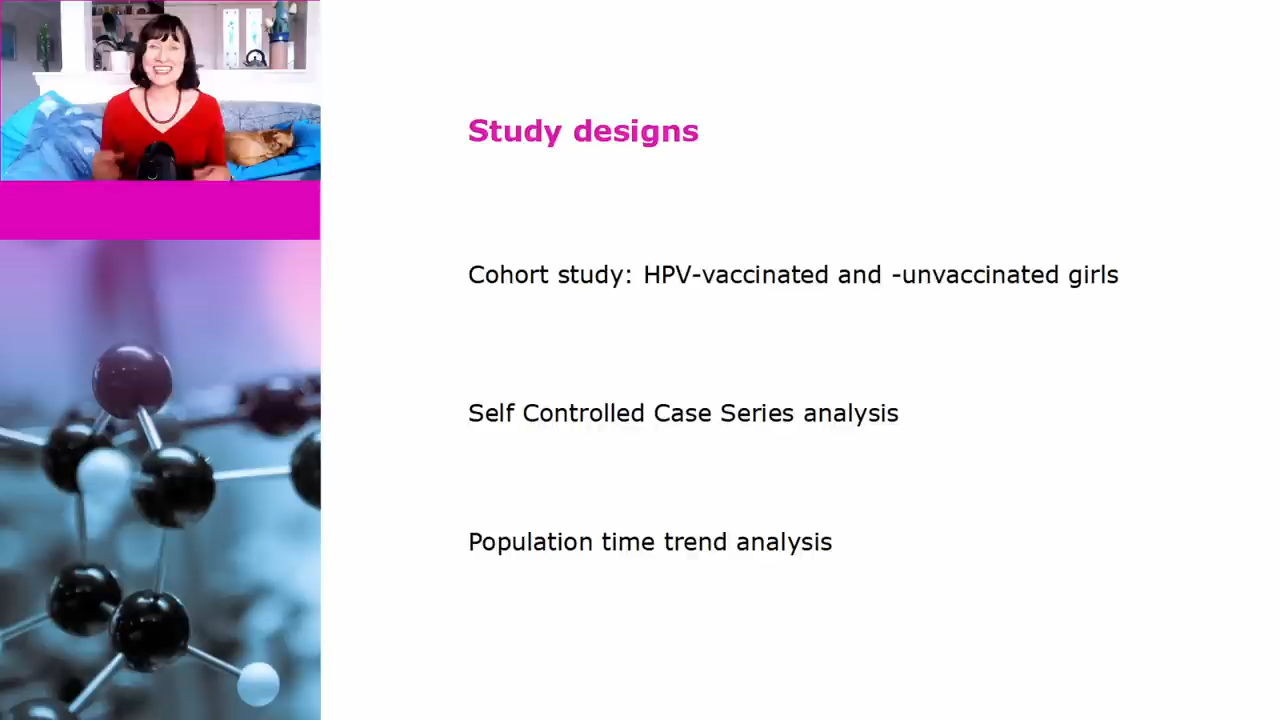 Study designs
Cohort study: HPV-vaccinated and -unvaccinated girls
Self Controlled Case Series analysis
Population time trend analysis